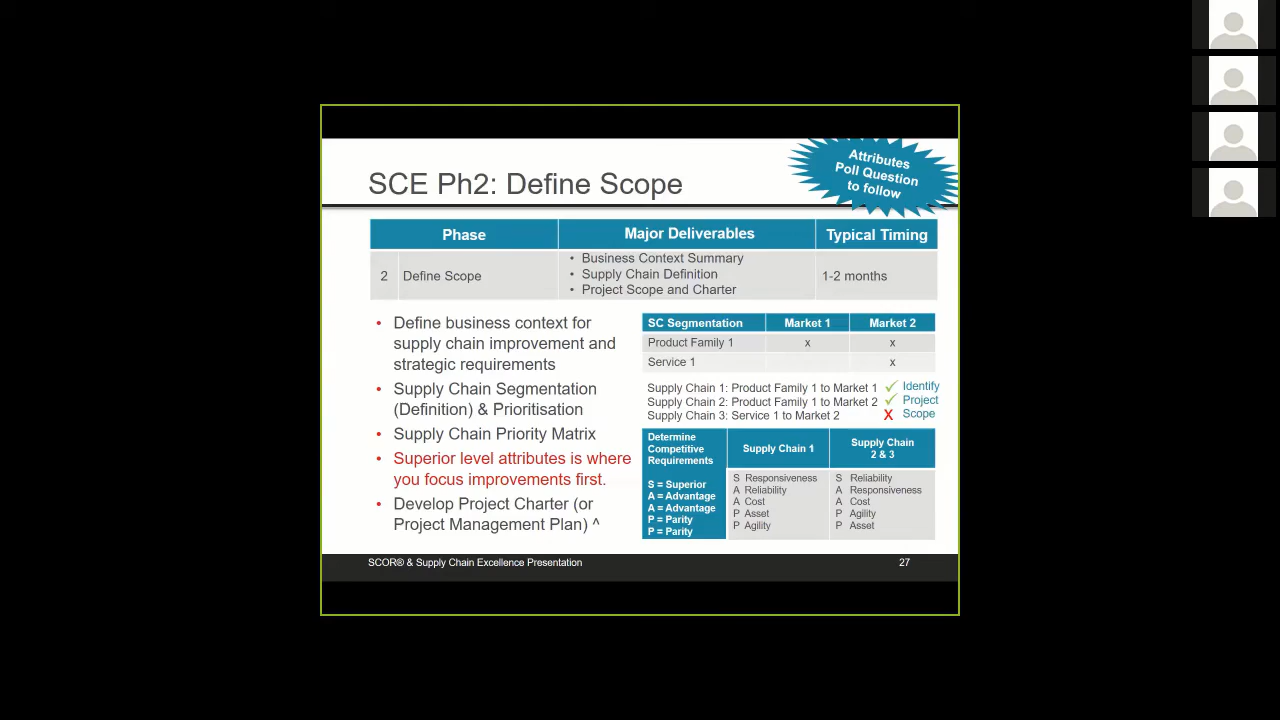 Attributes
Poll Question
to follow
SCE Ph2: Define Scope
Phase Major Deliverables Typical Timing
2 Define Scope
• Business Context Summary
• Supply Chain Definition
• Project Scope and Charter
1-2 months
• Define business context for
supply chain improvement and
strategic requirements
• Supply Chain Segmentation
(Definition) & Prioritisation
• Supply Chain Priority Matrix
• Superior level attributes is where
you focus improvements first.
• Develop Project Charter (or
Project Management Plan) ^
SC Segmentation Market 1 Market 2
Product Family 1 x x
Service 1 x
Supply Chain 1: Product Family 1 to Market 1 ✓ Identify
Supply Chain 2: Product Family 1 to Market 2 ✓ Project
Supply Chain 3: Service 1 to Market 2 X Scope
Determine
Competitive
Requirements
Supply Chain 1
Supply Chain
2 & 3
S = Superior
A = Advantage
A = Advantage
P = Parity
P = Parity
S Responsiveness
A Reliability
A Cost
P Asset
P Agility
S Reliability
A Responsiveness
A Cost
P Agility
P Asset
SCOR® & Supply Chain Excellence Presentation 27